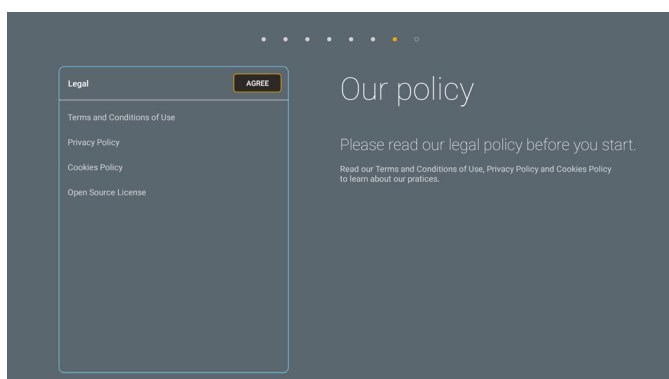 Legal
AGREE
Terms and Conditions of Use
Privacy Policy
Cookies Policy
Open Source License
Our policy
Please read our legal policy before you start.
Read our Terms and Conditions of Use, Privacy Policy and Cookies Policy
to learn about our pratices.